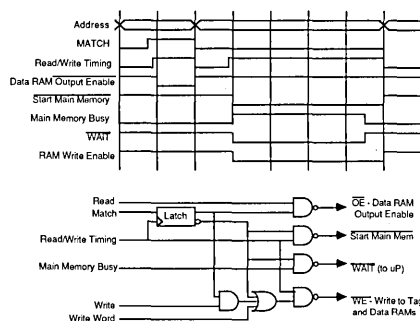 Address
MATCH
Read/Write Timing
Data RAM Output Enable
Start Main Memory
Main Memory Busy
WAIT
RAM Write Enable
Read
Match
Latch
OE - Data RAM
Output Enable
Read/Write Timing
Start Main Mem
Main Memory Busy
WAIT (to uP)
Write
WE - Write to Tag
and Data RAMs
Write Word